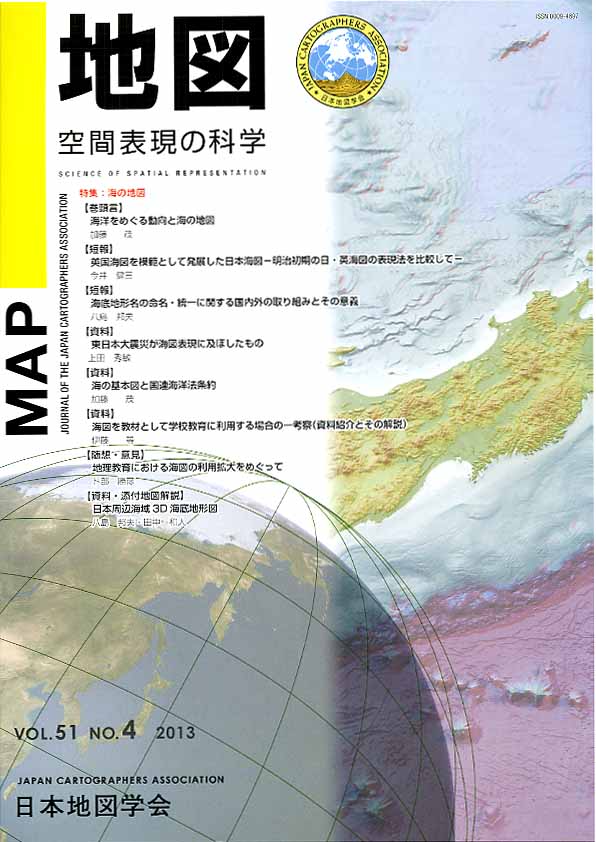 ISSN 0009-4897
地図
JAPAN CARTOGRAPHERS ASSOCIATION
日本地図学会
空間表現の科学
SCIENCE OF SPATIAL REPRESENTATION
MAP
JOURNAL OF THE JAPAN CARTOGRAPHERS ASSOCIATION
特集：海の地図
【巻頭言】
海洋をめぐる動向と海の地図
加藤 茂
【短報】
英国海図を模範として発展した日本海図－明治初期の日・英海図の表現法を比較して－
今井 健三
【短報】
海底地形名の命名・統一に関する国内外の取り組みとその意義
八島 邦夫
【資料】
東日本大震災が海図表現に及ぼしたもの
上田 秀敏
【資料】
海の基本図と国連海洋法条約
加藤 茂
【資料】
海図を教材として学校教育に利用する場合の一考察（資料紹介とその解説）
伊藤 等
【随想・意見】
地理教育における海図の利用拡大をめぐって
卜部 勝彦
【資料・添付地図解説】
日本周辺海域 3D 海底地形図
八島 邦夫・田中 和人
VOL.51 NO.4 2013
JAPAN CARTOGRAPHERS ASSOCIATION
日本地図学会